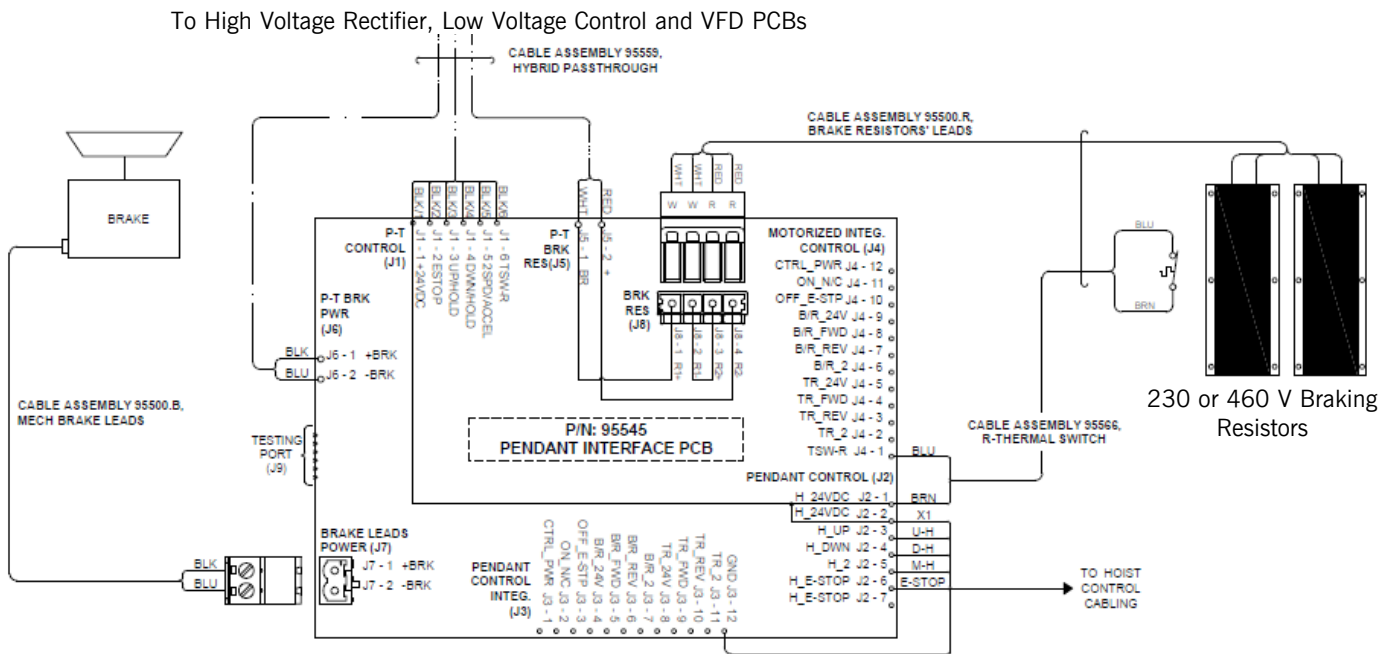 To High Voltage Rectifier, Low Voltage Control and VFD PCBs
CABLE ASSEMBLY 95559,
HYBRID PASSTHROUGH
CABLE ASSEMBLY 95500.R,
BRAKE RESISTORS' LEADS
BRAKE
WHT
WHT
RED
RED
W W R R
BLK/1
BLK/2
BLK/3
BLK/4
BLK/5
BLK/6
WHT
RED
P-T
CONTROL
(J1)
J1 - 1 +24VDC
J1 - 2 ESTOP
J1 - 3 UP/HOLD
J1 - 4 DWN/HOLD
J1 - 5 2SPD/ACCEL
J1 - 6 TSW-R
P-T
BRK
RES(J5)
J5 - 1 BR
J5 - 2 +
BRK
RES
(J8)
J8 - 1 R1+
J8 - 2 R1-
J8 - 3 R2+
J8 - 4 R2-
MOTORIZED INTEG.
CONTROL (J4)
CTRL_PWR J4 - 12
ON_N/C J4 - 11
OFF_E-STP J4 - 10
B/R_24V J4 - 9
B/R_FWD J4 - 8
B/R_REV J4 - 7
B/R_2 J4 - 6
TR_24V J4 - 5
TR_FWD J4 - 4
TR_REV J4 - 3
TR_2 J4 - 2
TSW-R J4 - 1
BLU
BLU
BRN
230 or 460 V Braking
Resistors
P-T BRK
PWR
(J6)
BLK
J6 - 1 +BRK
BLU
J6 - 2 -BRK
CABLE ASSEMBLY 95500.B,
MECH BRAKE LEADS
TESTING
PORT
(J9)
P/N: 95545
PENDANT INTERFACE PCB
CABLE ASSEMBLY 95566,
R-THERMAL SWITCH
PENDANT CONTROL (J2)
H_24VDC J2 - 1
BRN
H_24VDC J2 - 2
X1
H_UP J2 - 3
U-H
H_DWN J2 - 4
D-H
H_2 J2 - 5
M-H
H_E-STOP J2 - 6
E-STOP
H_E-STOP J2 - 7
TO HOIST
CONTROL
CABLING
BRAKE LEADS
POWER (J7)
BLK
J7 - 1 +BRK
BLU
J7 - 2 -BRK
PENDANT
CONTROL
INTEG.
(J3)
CTRL_PWR J3 - 1
ON_N/C J3 - 2
OFF_E-STP J3 - 3
B/R_24V J3 - 4
B/R_FWD J3 - 5
B/R_REV J3 - 6
B/R_2 J3 - 7
TR_24V J3 - 8
TR_FWD J3 - 9
TR_REV J3 - 10
TR_2 J3 - 11
GND J3 - 12